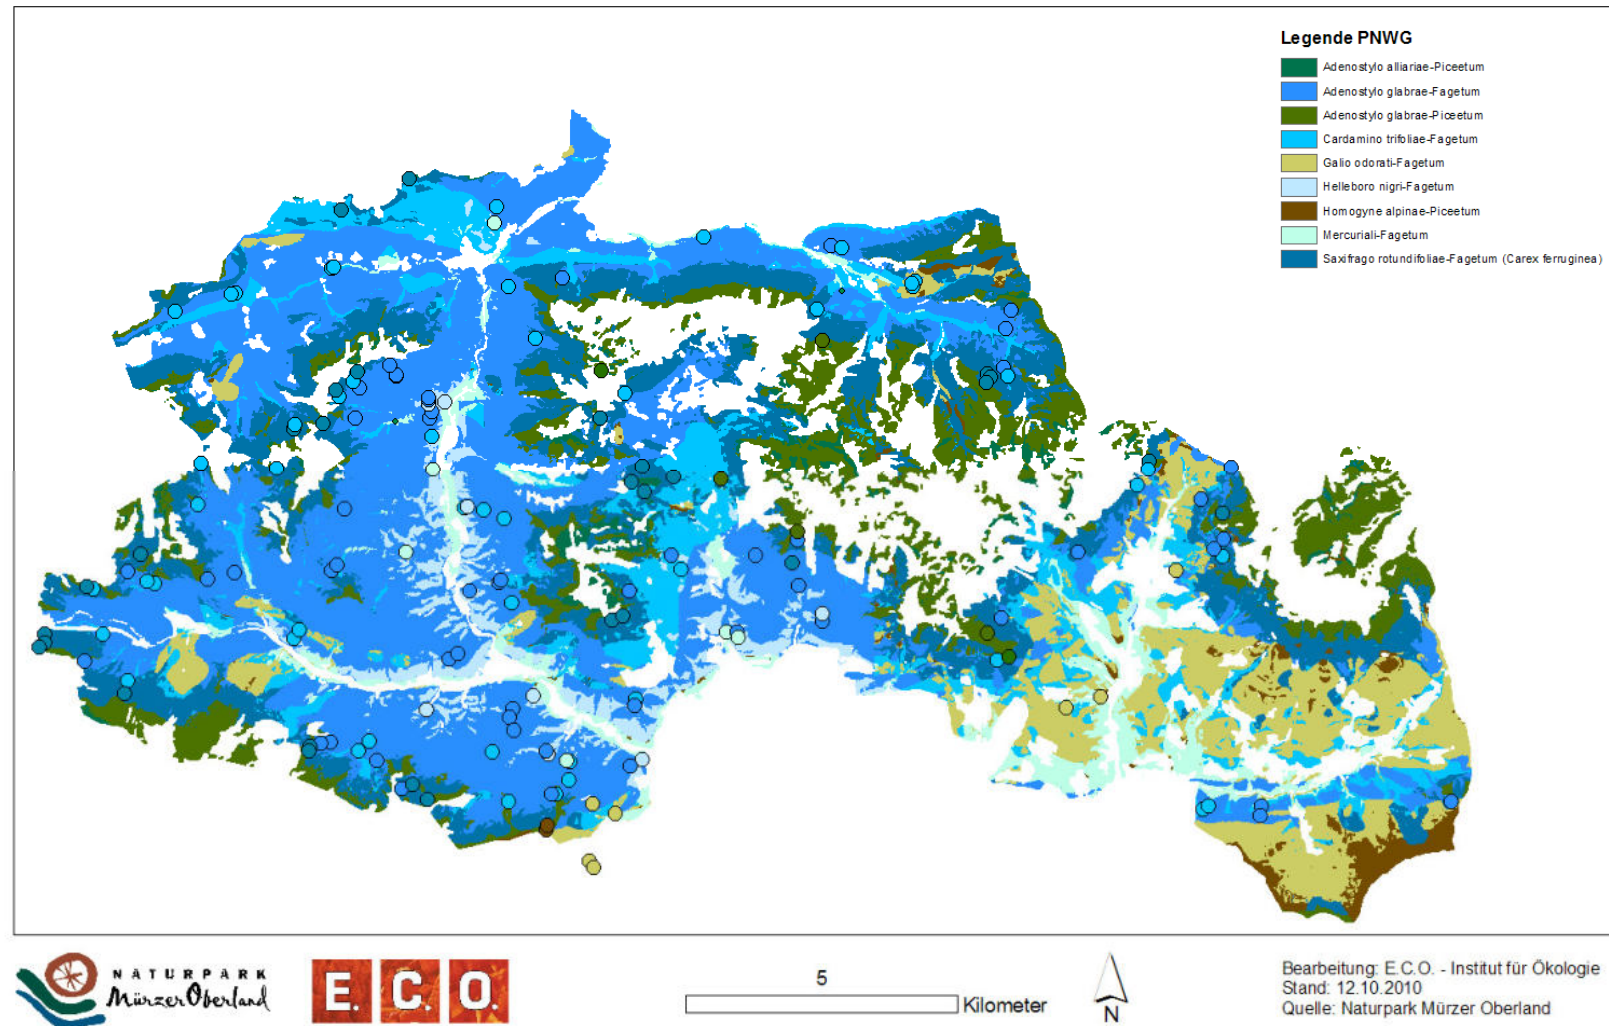 Legende PNWG
Adenostylo alliariae-Piceetum
Adenostylo glabrae-Fagetum
Adenostylo glabrae-Piceetum
Cardamino trifoliae-Fagetum
Galio odorati-Fagetum
Helleboro nigri-Fagetum
Homogyne alpinae-Piceetum
Mercuriali-Fagetum
Saxifrago rotundifoliae-Fagetum (Carex ferruginea)
NATURPARK
Mürzer Oberland
E. C. O.
5
Kilometer
N
Bearbeitung: E.C.O. - Institut für Ökologie
Stand: 12.10.2010
Quelle: Naturpark Mürzer Oberland